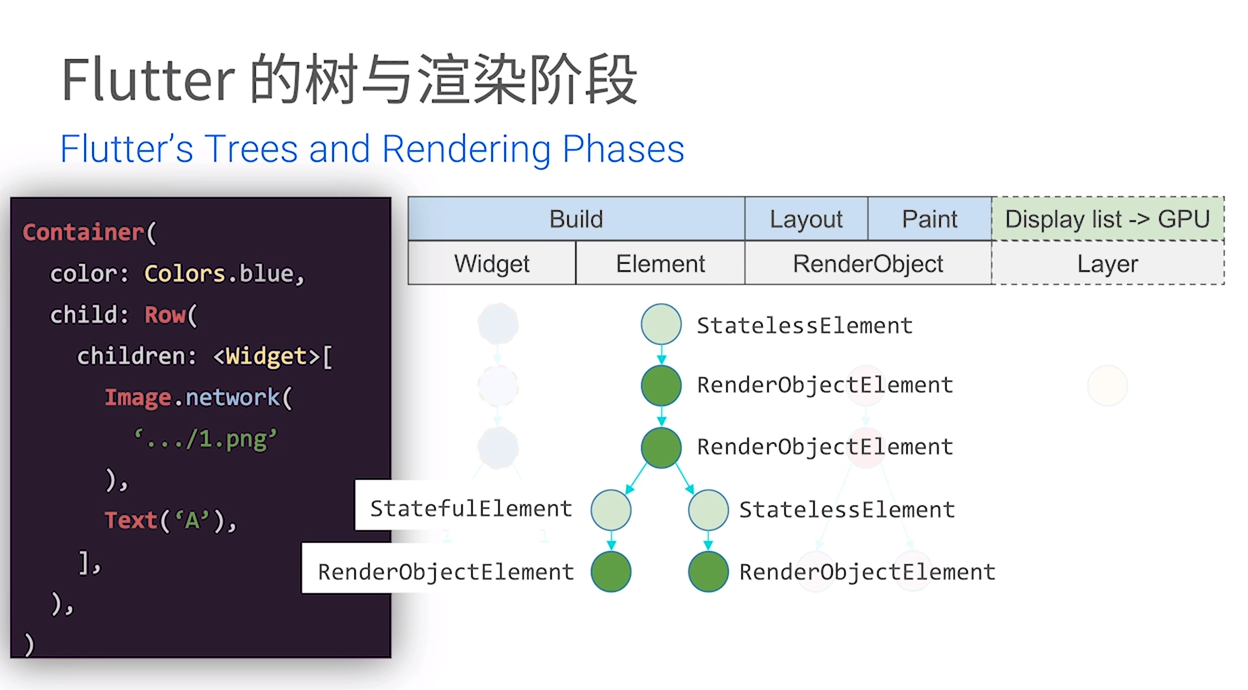 Flutter 的树与渲染阶段
Flutter’s Trees and Rendering Phases
Container(
color: Colors.blue,
child: Row(
children: <Widget>[
Image.network(
‘.../1.png’
),
Text(‘A’),
],
),
)
Build Layout Paint Display list -> GPU
Widget Element RenderObject Layer
StatelessElement
RenderObjectElement
RenderObjectElement
StatefulElement StatelessElement
RenderObjectElement RenderObjectElement